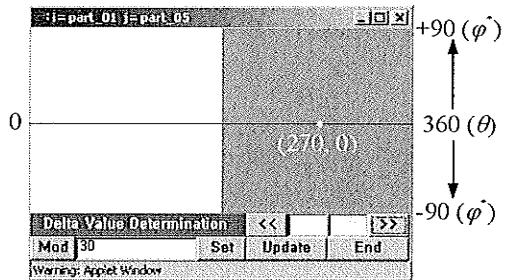 : i= part_01 j= part_05
+90 (φ*)
0
360 (θ)
(270, 0)
-90 (φ*)
Delta Value Determination << >>
Mod 30 Set Update End
Warning: Applet Window